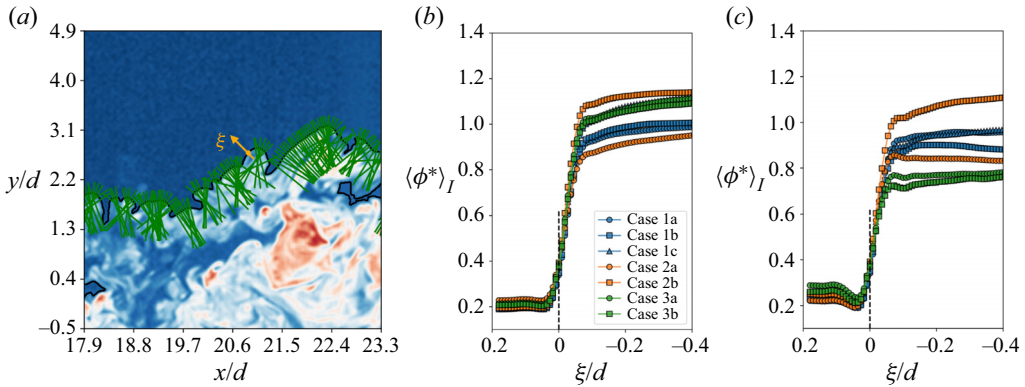 (a)
4.9
4.0
3.1
y/d 2.2
1.3
0.4
–0.5
17.9 18.8 19.7 20.6 21.5 22.5 23.3
x/d
ξ
(b)
1.4
1.2
1.0
⟨ϕ*⟩I 0.8
0.6
0.4
0.2
Case 1a
Case 1b
Case 1c
Case 2a
Case 2b
Case 3a
Case 3b
0.2 0 –0.2 –0.4
ξ/d
(c)
1.4
1.2
1.0
⟨ϕ*⟩I 0.8
0.6
0.4
0.2
0.2 0 –0.2 –0.4
ξ/d